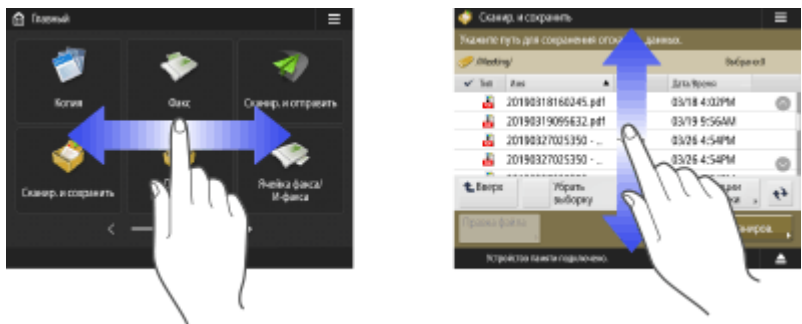 Главный
Копия
Факс
Сканир. и отправить
Сканир. и сохранить
Ячейка факса/
И-факса
Сканир. и сохранить
Укажите путь для сохранения данных.
/Meeting/
Выбрано:0
Тип Имя Дата/Время
20190318160245.pdf 03/18 4:02PM
20190319095632.pdf 03/19 9:56AM
20190327025350 - ... 03/26 4:54PM
20190327025350 - ... 03/26 4:54PM
Вверх
Убрать
выборку
Правка файла
Устройство памяти подключено.